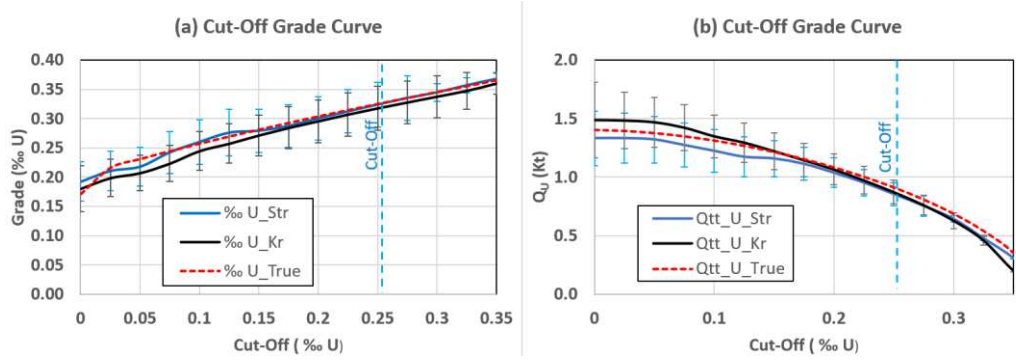 (a) Cut-Off Grade Curve
0.40
0.35
0.30
0.25
0.20
0.15
0.10
0.05
0.00
Grade (‰ U)
Cut-Off
‰ U_Str
‰ U_Kr
‰ U_True
0 0.05 0.1 0.15 0.2 0.25 0.3 0.35
Cut-Off ( ‰ U)
(b) Cut-Off Grade Curve
2.0
1.5
1.0
0.5
0.0
Q_U (Kt)
Cut-Off
Qtt_U_Str
Qtt_U_Kr
Qtt_U_True
0 0.1 0.2 0.3
Cut-Off ( ‰ U)